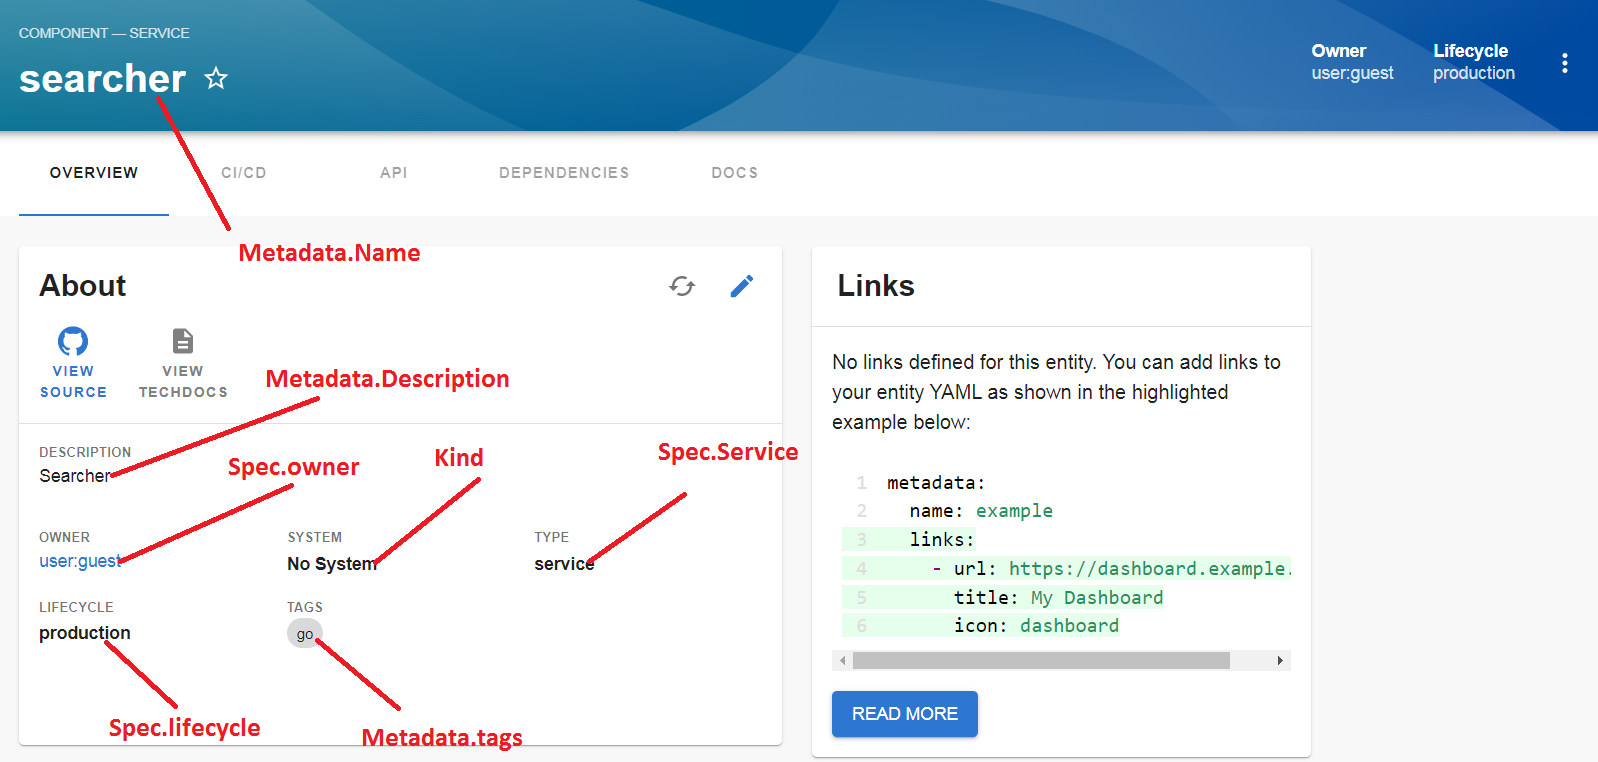 COMPONENT — SERVICE
searcher
Owner
user:guest
Lifecycle
production
OVERVIEW
CI/CD
API
DEPENDENCIES
DOCS
Metadata.Name
About
VIEW
SOURCE
VIEW
TECHDOCS
Metadata.Description
DESCRIPTION
Searcher
Spec.owner
Kind
Spec.Service
OWNER
user:guest
SYSTEM
No System
TYPE
service
LIFECYCLE
production
TAGS
go
Spec.lifecycle
Metadata.tags
Links
No links defined for this entity. You can add links to
your entity YAML as shown in the highlighted
example below:
1 metadata:
2 name: example
3 links:
4 - url: https://dashboard.example.
5 title: My Dashboard
6 icon: dashboard
READ MORE